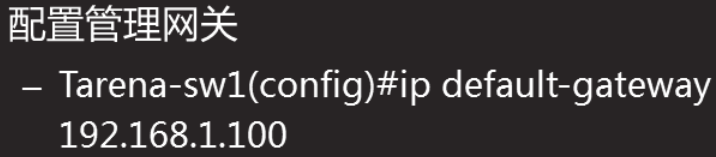 配置管理网关
– Tarena-sw1(config)#ip default-gateway
192.168.1.100